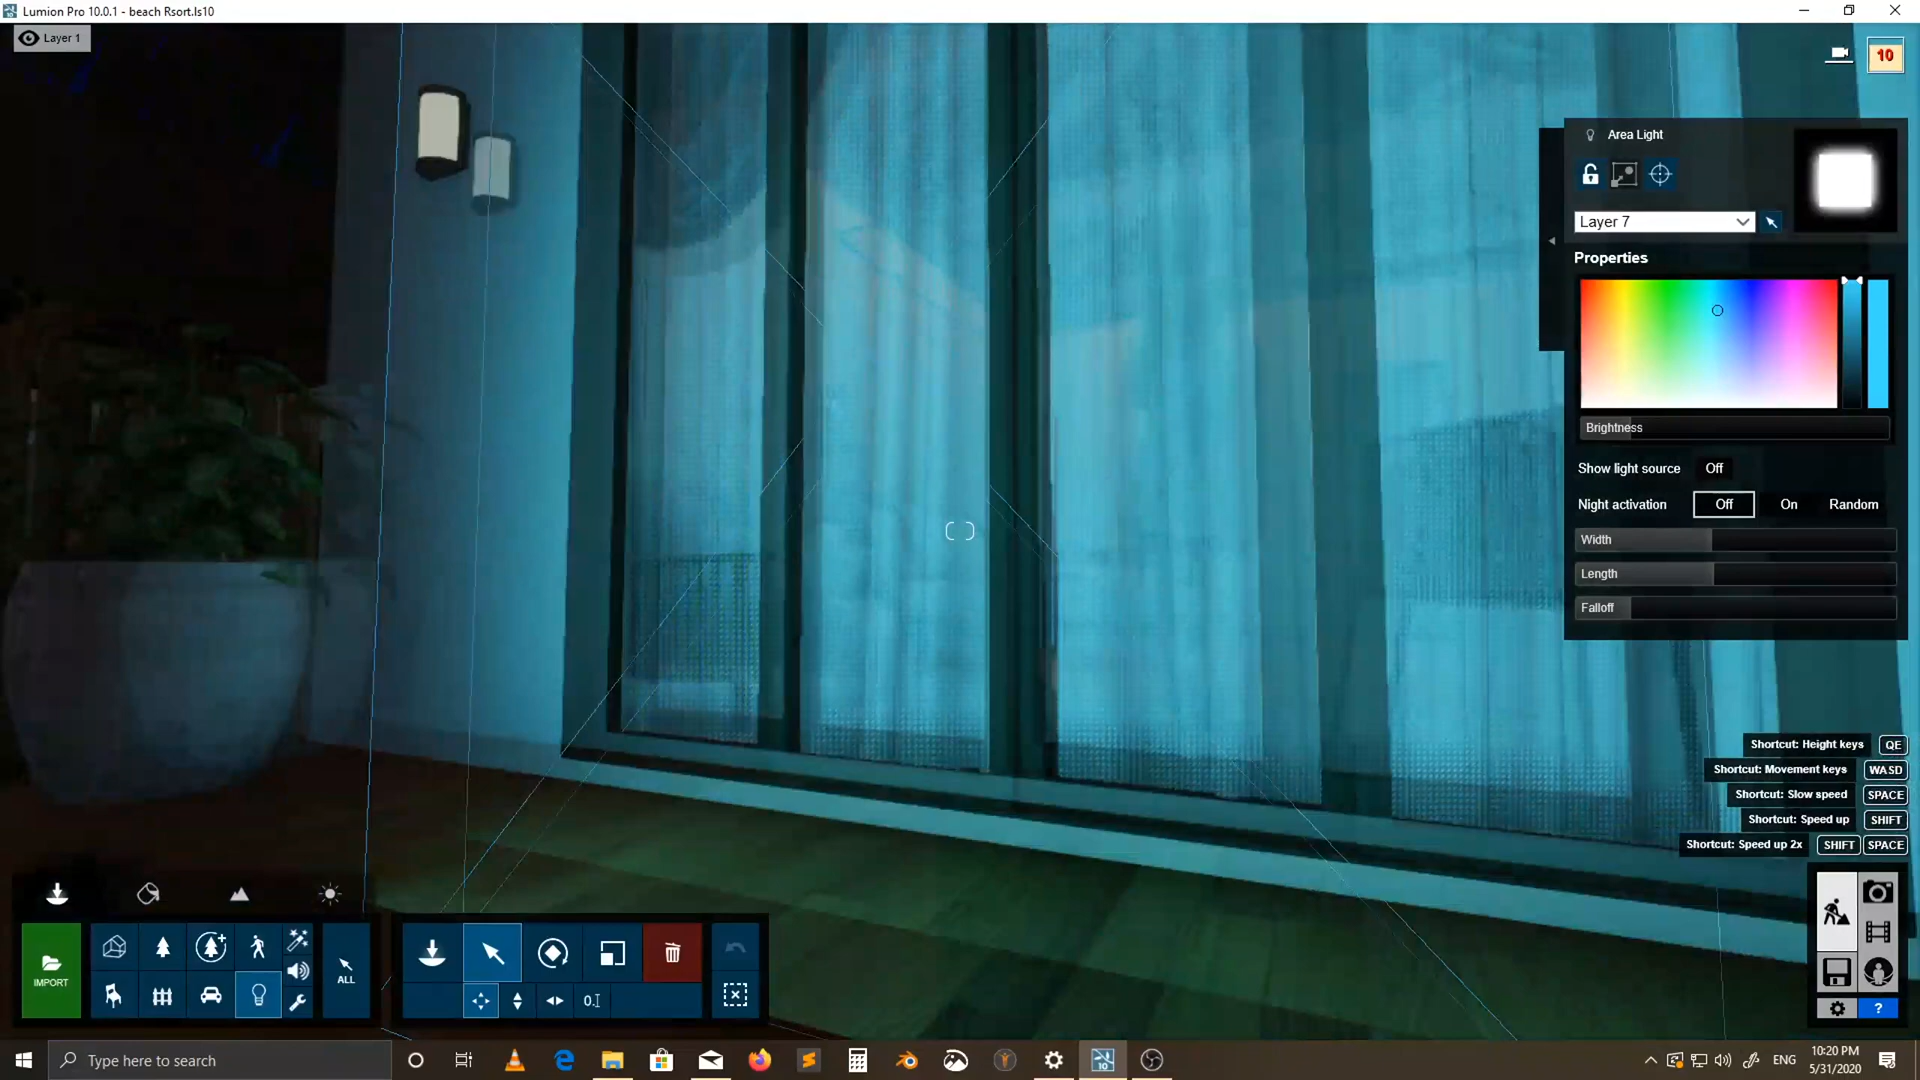 Lumion Pro 10.0.1 - beach Rsort.ls10
Layer 1
10
Area Light
Layer 7
Properties
Brightness
Show light source Off
Night activation Off On Random
Width
Length
Falloff
Shortcut: Height keys QE
Shortcut: Movement keys WASD
Shortcut: Slow speed SPACE
Shortcut: Speed up SHIFT
Shortcut: Speed up 2x SHIFT SPACE
IMPORT
ALL
?
Type here to search
ENG
10:20 PM
5/31/2020